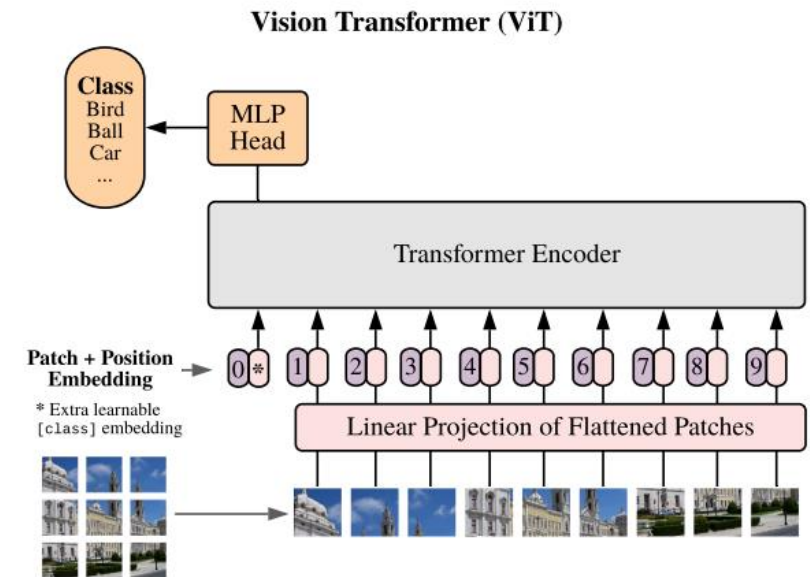 Vision Transformer (ViT)
Class
Bird
Ball
Car
...
MLP
Head
Transformer Encoder
Patch + Position
Embedding
* Extra learnable
[class] embedding
0 * 1 2 3 4 5 6 7 8 9
Linear Projection of Flattened Patches